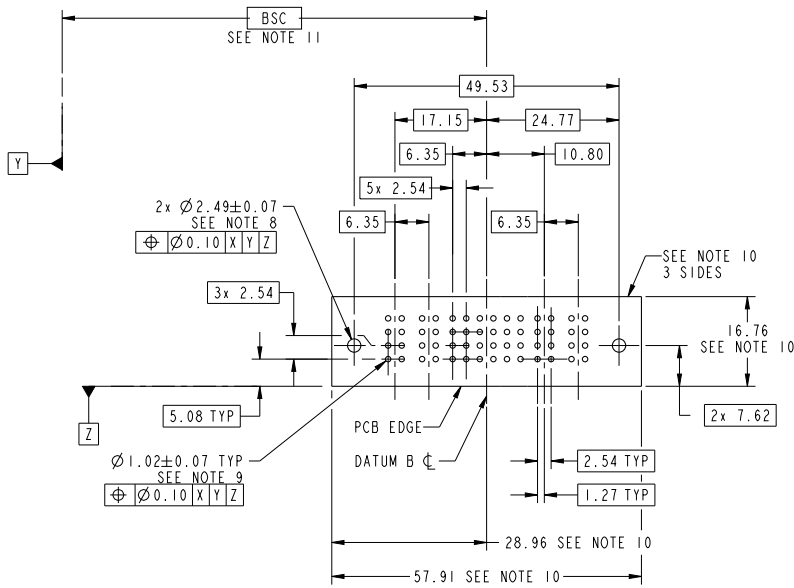 BSC
SEE NOTE 11
49.53
17.15
24.77
6.35
10.80
Y
5x 2.54
2x Ø2.49±0.07
SEE NOTE 8
⌖ Ø0.10 X Y Z
6.35
6.35
SEE NOTE 10
3 SIDES
3x 2.54
16.76
SEE NOTE 10
5.08 TYP
2x 7.62
Z
PCB EDGE
Ø1.02±0.07 TYP
SEE NOTE 9
⌖ Ø0.10 X Y Z
DATUM B ℄
2.54 TYP
1.27 TYP
28.96 SEE NOTE 10
57.91 SEE NOTE 10